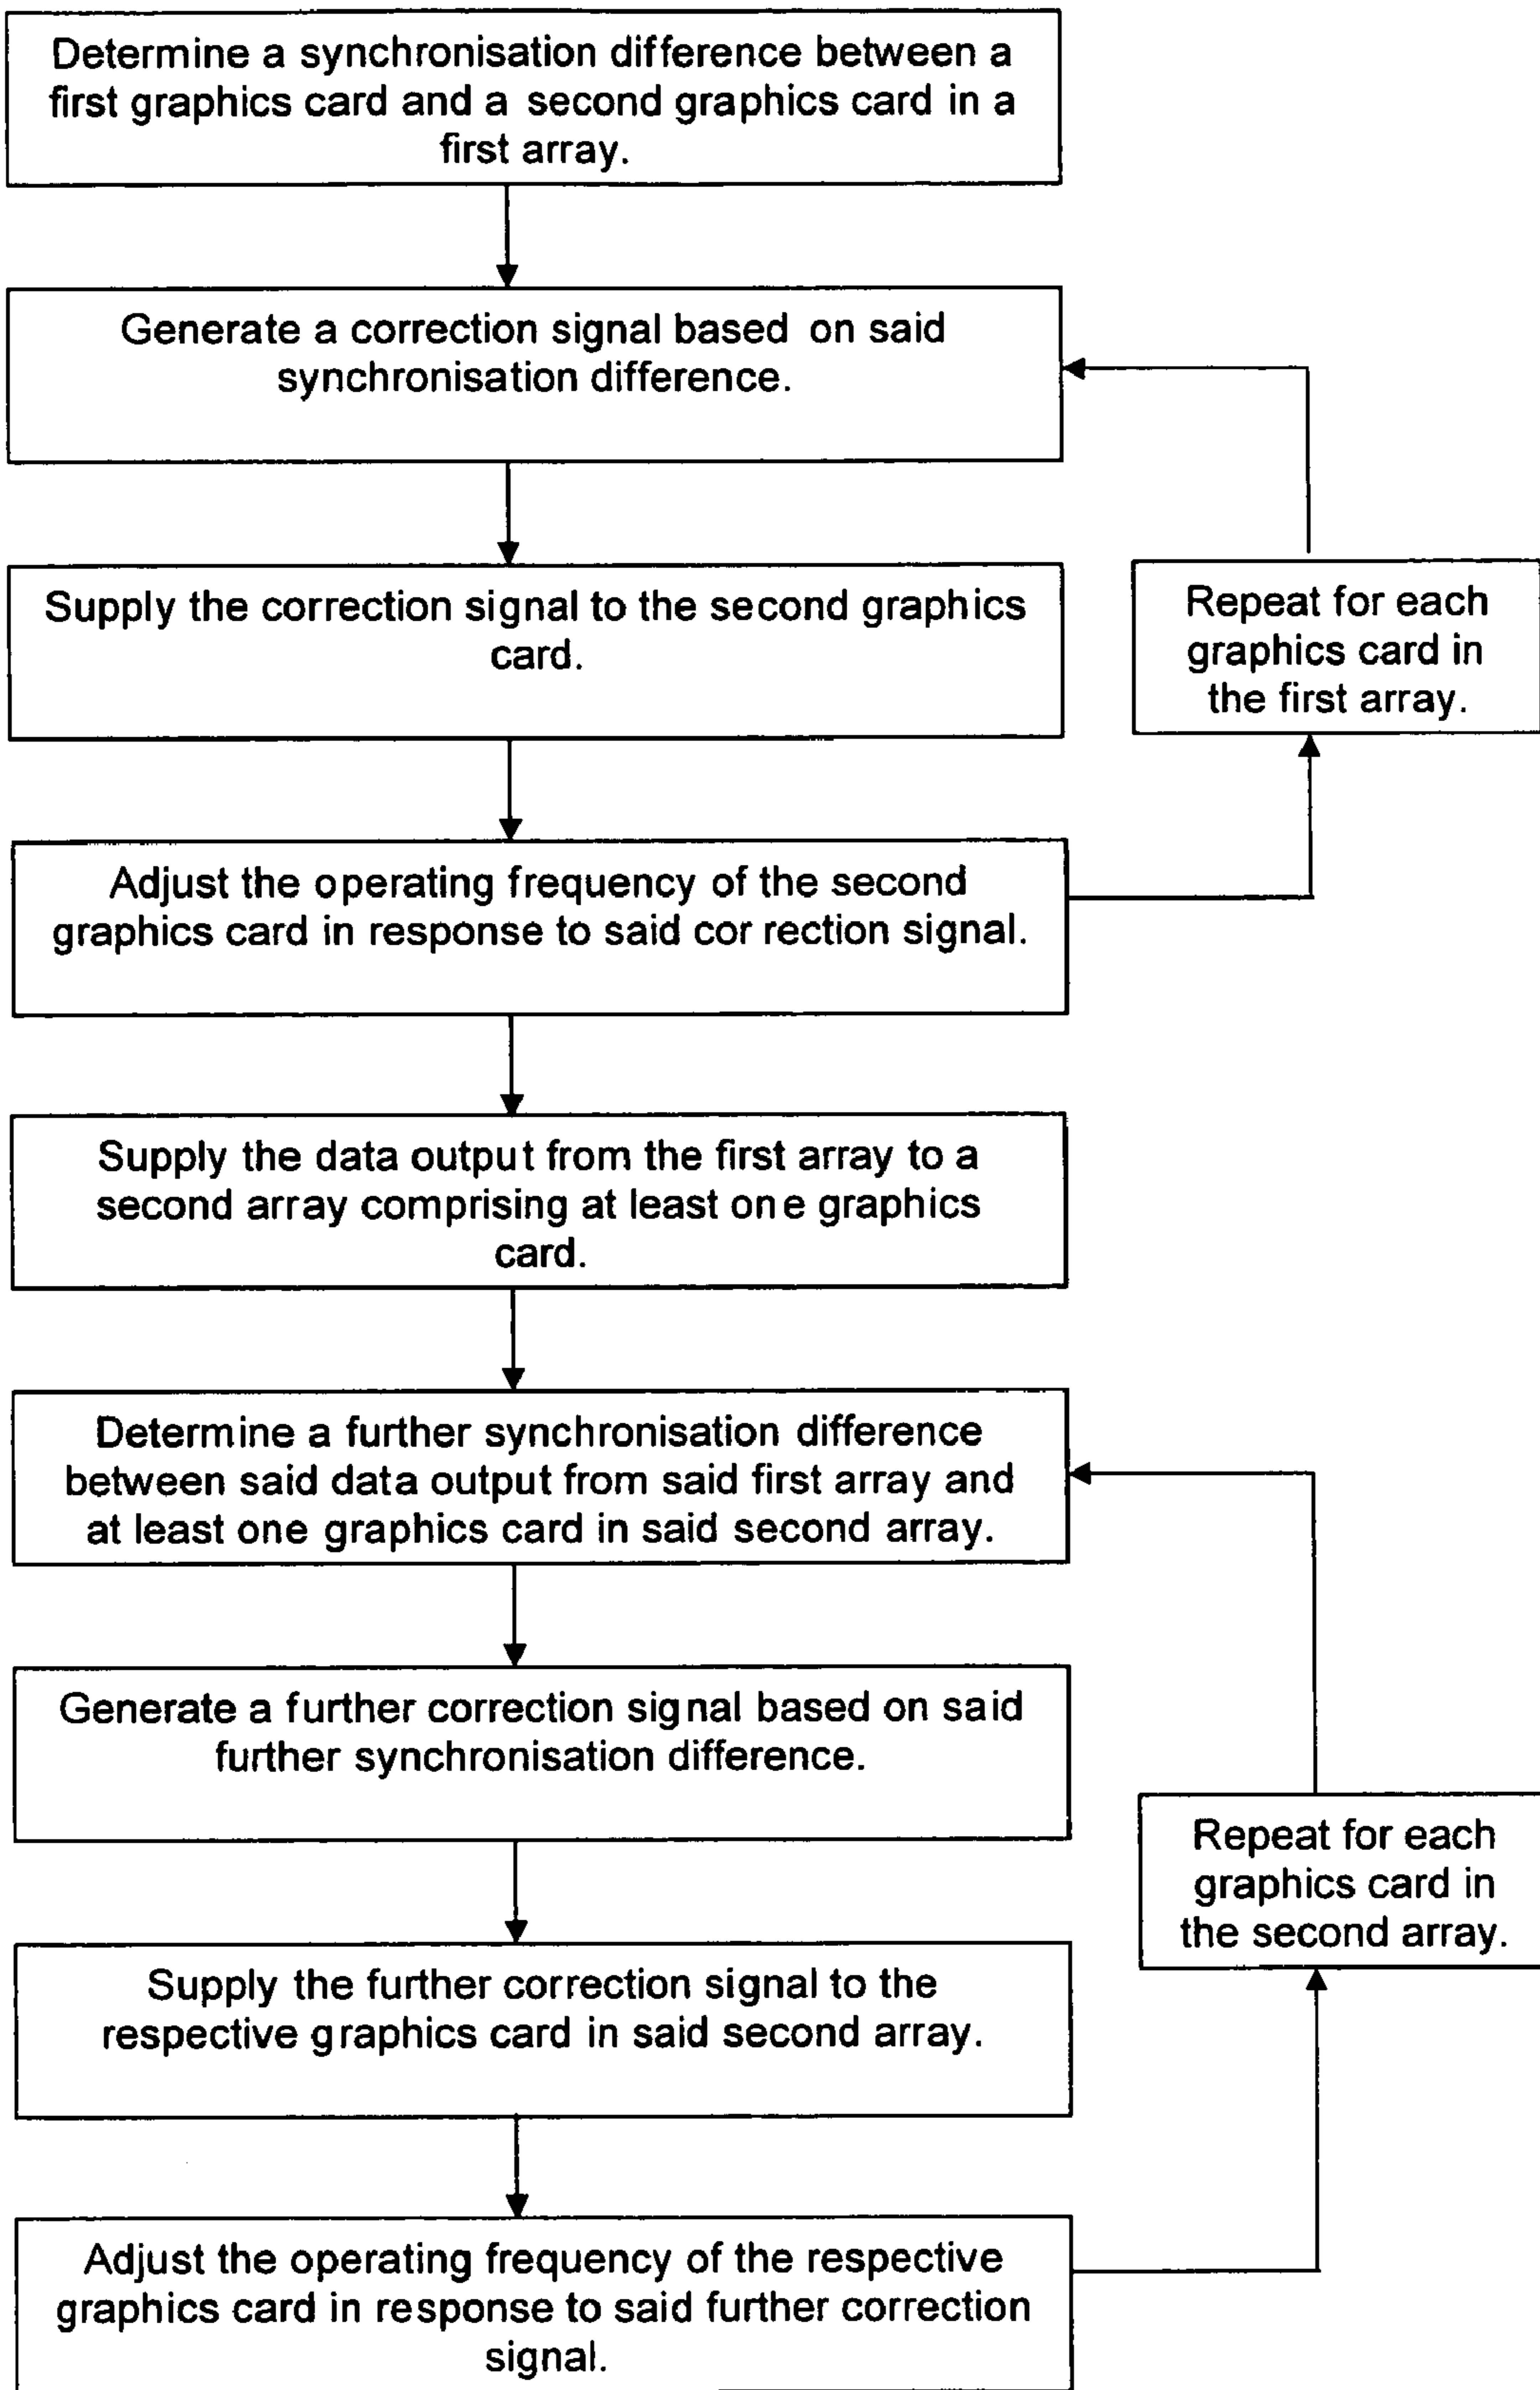 Determine a synchronisation difference between a
first graphics card and a second graphics card in a
first array.
Generate a correction signal based on said
synchronisation difference.
Supply the correction signal to the second graphics
card.
Repeat for each
graphics card in
the first array.
Adjust the operating frequency of the second
graphics card in response to said cor rection signal.
Supply the data output from the first array to a
second array comprising at least one graphics
card.
Determine a further synchronisation difference
between said data output from said first array and
at least one graphics card in said second array.
Generate a further correction signal based on said
further synchronisation difference.
Repeat for each
graphics card in
the second array.
Supply the further correction signal to the
respective graphics card in said second array.
Adjust the operating frequency of the respective
graphics card in response to said further correction
signal.